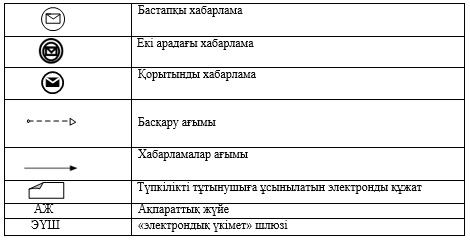 Бастапқы хабарлама
Екі арадағы хабарлама
Қорытынды хабарлама
Басқару ағымы
Хабарламалар ағымы
Түпкілікті тұтынушыға ұсынылатын электронды құжат
АЖ Ақпараттық жүйе
ЭҮШ «электрондық үкімет» шлюзі